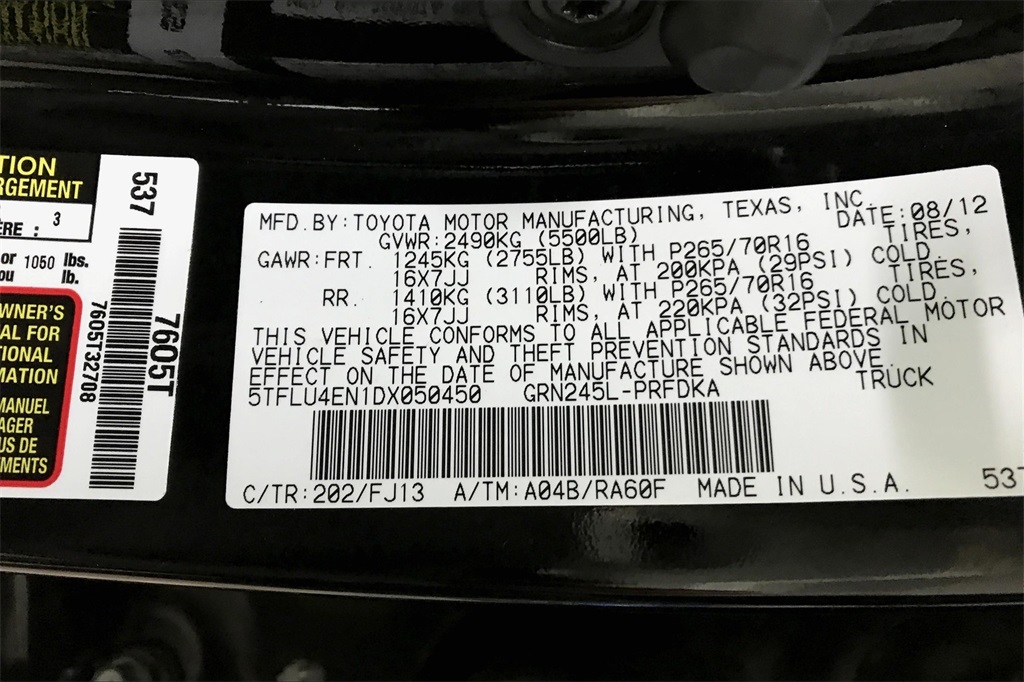 TION
RGEMENT
ÈRE : 3
or 1050 lbs.
ou lb.
WNER'S
AL FOR
TIONAL
MATION
MANUEL
AGER
US DE
MENTS
537
7605T
7605T32708
MFD. BY: TOYOTA MOTOR MANUFACTURING, TEXAS, INC.
DATE: 08/12
GVWR: 2490KG (5500LB)
GAWR: FRT. 1245KG (2755LB) WITH P265/70R16 TIRES,
16X7JJ RIMS, AT 200KPA (29PSI) COLD.
RR. 1410KG (3110LB) WITH P265/70R16 TIRES,
16X7JJ RIMS, AT 220KPA (32PSI) COLD.
THIS VEHICLE CONFORMS TO ALL APPLICABLE FEDERAL MOTOR
VEHICLE SAFETY AND THEFT PREVENTION STANDARDS IN
EFFECT ON THE DATE OF MANUFACTURE SHOWN ABOVE.
5TFLU4EN1DX050450 GRN245L-PRFDKA TRUCK
C/TR: 202/FJ13 A/TM: A04B/RA60F MADE IN U.S.A.
537